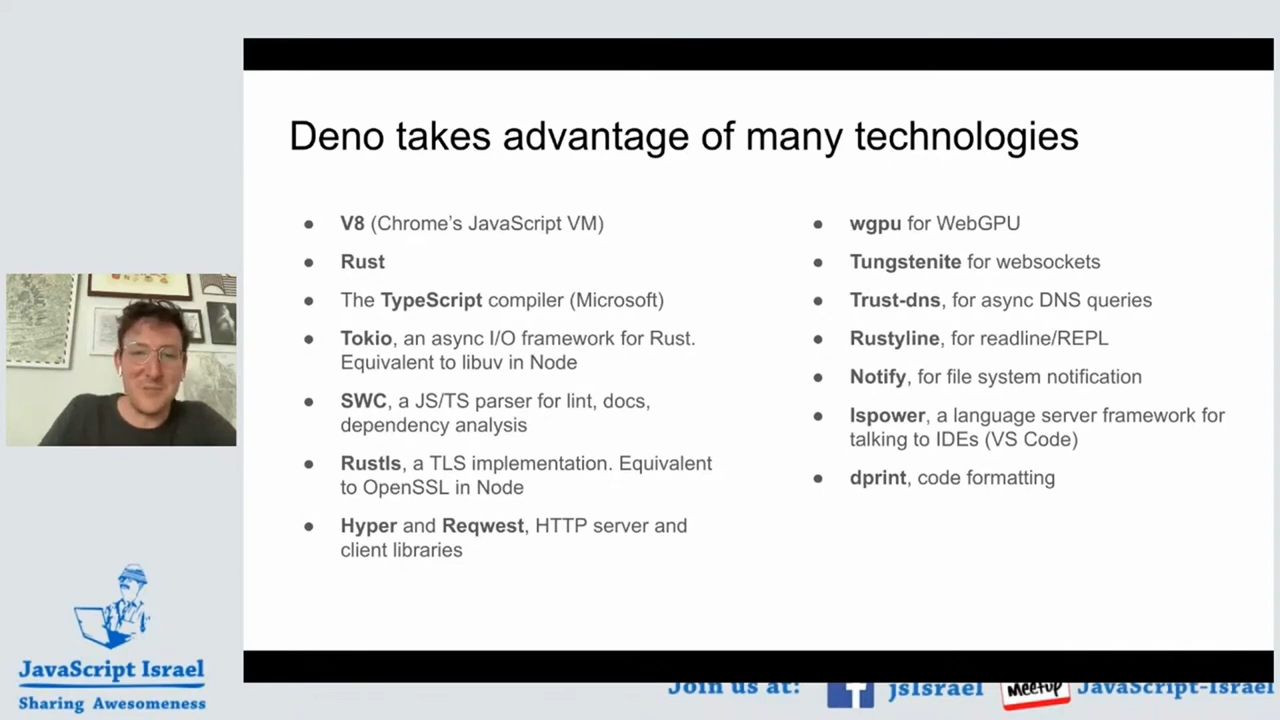 Deno takes advantage of many technologies
● V8 (Chrome's JavaScript VM)
● Rust
● The TypeScript compiler (Microsoft)
● Tokio, an async I/O framework for Rust.
Equivalent to libuv in Node
● SWC, a JS/TS parser for lint, docs,
dependency analysis
● Rustls, a TLS implementation. Equivalent
to OpenSSL in Node
● Hyper and Reqwest, HTTP server and
client libraries
● wgpu for WebGPU
● Tungstenite for websockets
● Trust-dns, for async DNS queries
● Rustyline, for readline/REPL
● Notify, for file system notification
● lspower, a language server framework for
talking to IDEs (VS Code)
● dprint, code formatting
JavaScript Israel
Sharing Awesomeness
Join us at: f jsIsrael Meetup JavaScript-Israel